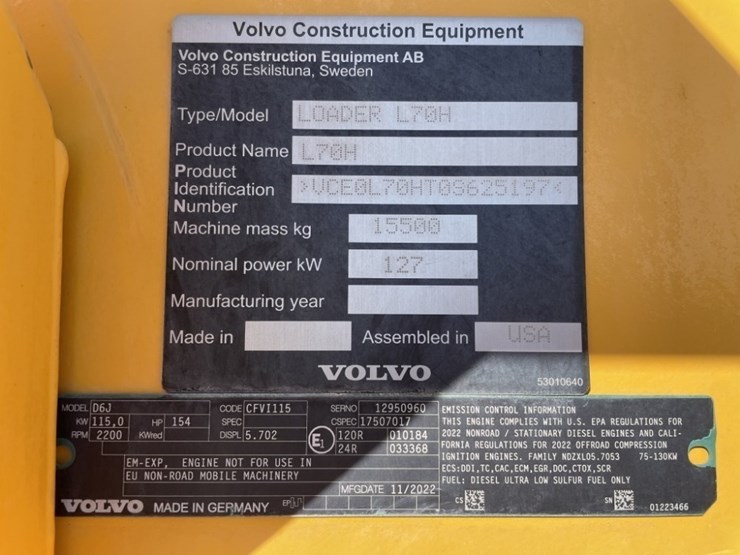 Volvo Construction Equipment
Volvo Construction Equipment AB
S-631 85 Eskilstuna, Sweden
Type/Model LOADER L70H
Product Name L70H
Product
Identification >VCE0L70HT0S625197<
Number
Machine mass kg 15500
Nominal power kW 127
Manufacturing year
Made in Assembled in USA
VOLVO
53010640
MODEL D6J CODE CFVI115 SERNO 12950960
KW 115,0 HP 154 SPEC CSPEC 17507017
RPM 2200 KWred DISPL 5.702 E1 120R 010184
24R 033368
EM-EXP, ENGINE NOT FOR USE IN
EU NON-ROAD MOBILE MACHINERY
MFGDATE 11/2022
VOLVO MADE IN GERMANY EP
EMISSION CONTROL INFORMATION
THIS ENGINE COMPLIES WITH U.S. EPA REGULATIONS FOR
2022 NONROAD / STATIONARY DIESEL ENGINES AND CALI-
FORNIA REGULATIONS FOR 2022 OFFROAD COMPRESSION
IGNITION ENGINES. FAMILY NDZXL05.7053 75-130KW
ECS:DDI,TC,CAC,ECM,EGR,DOC,CTOX,SCR
FUEL: DIESEL ULTRA LOW SULFUR FUEL ONLY
CS SN 01223466